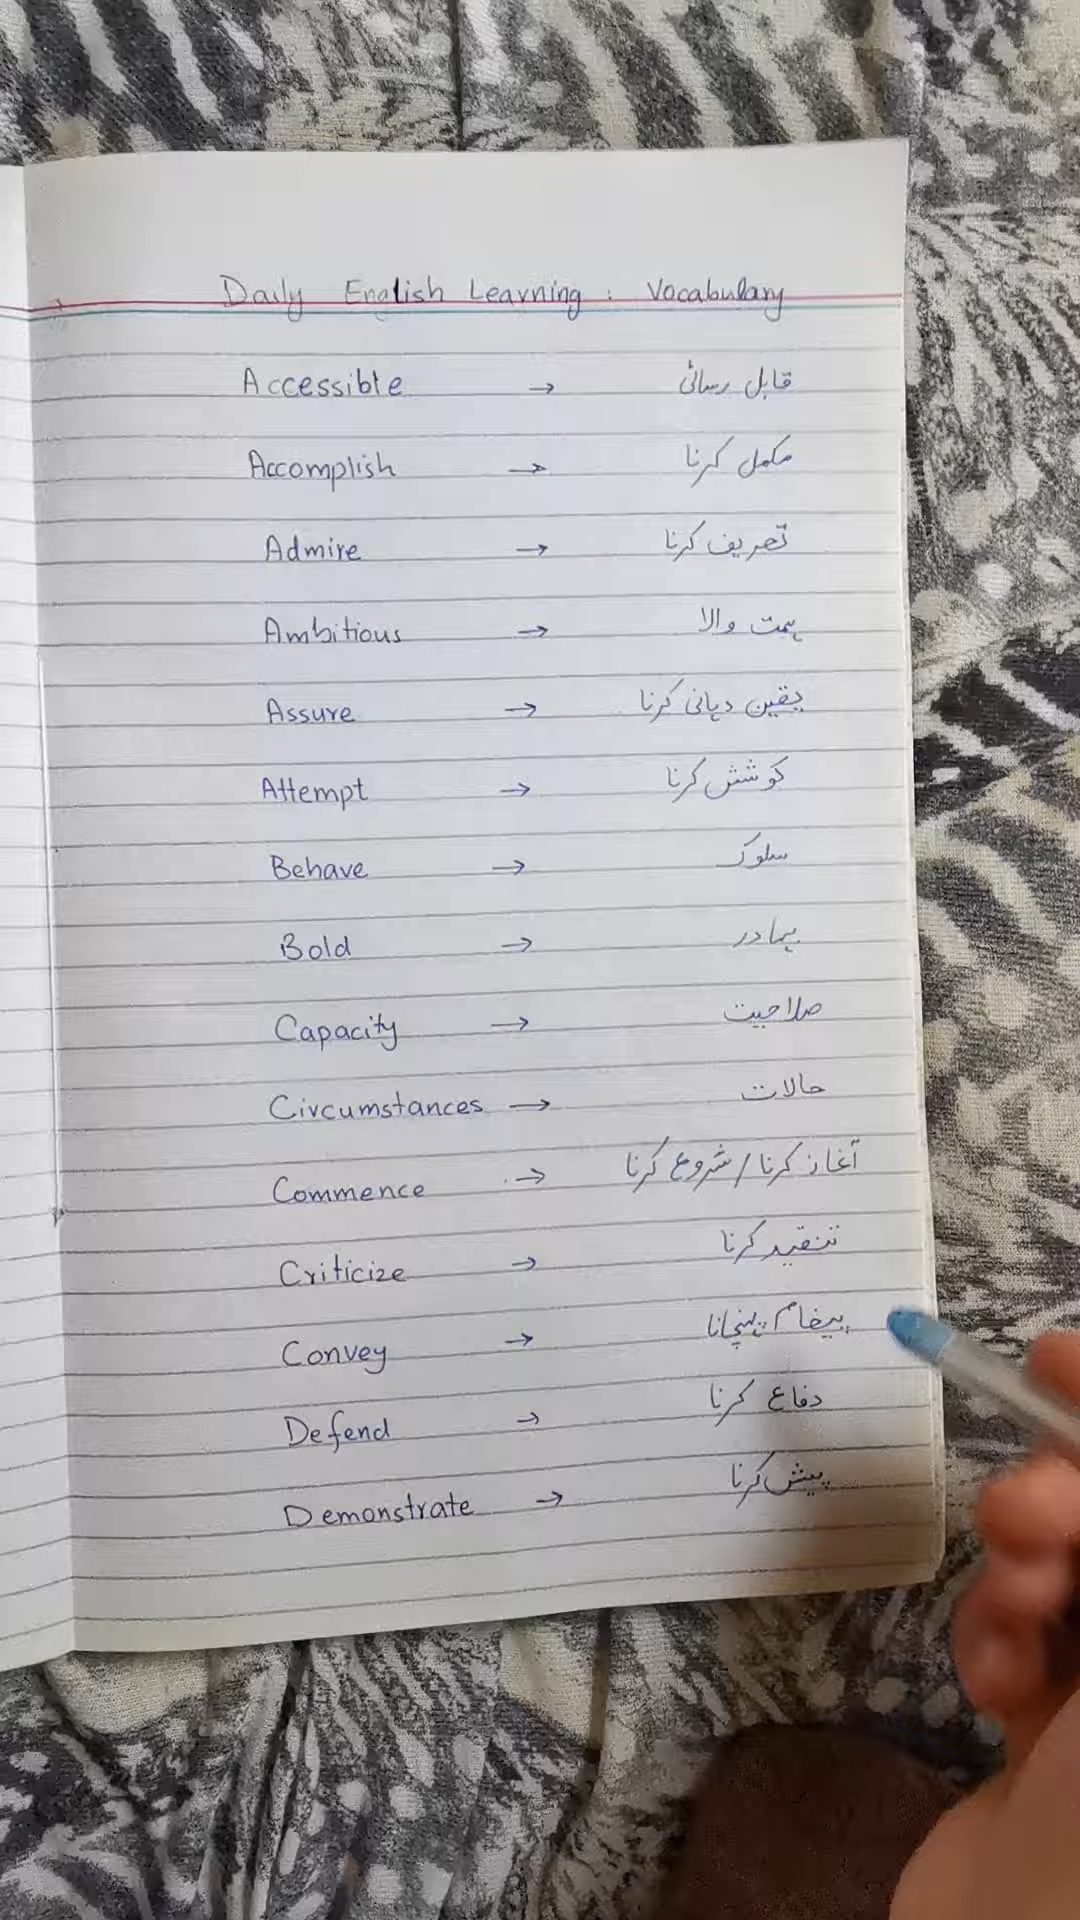 Daily English Learning : Vocabulary
Accessible → قابل رسائی
Accomplish → مکمل کرنا
Admire → تعریف کرنا
Ambitious → ہمت والا
Assure → یقین دہانی کرنا
Attempt → کوشش کرنا
Behave → سلوک
Bold → بہادر
Capacity → صلاحیت
Circumstances → حالات
Commence → آغاز کرنا / شروع کرنا
Criticize → تنقید کرنا
Convey → پیغام پہنچانا
Defend → دفاع کرنا
Demonstrate → پیش کرنا